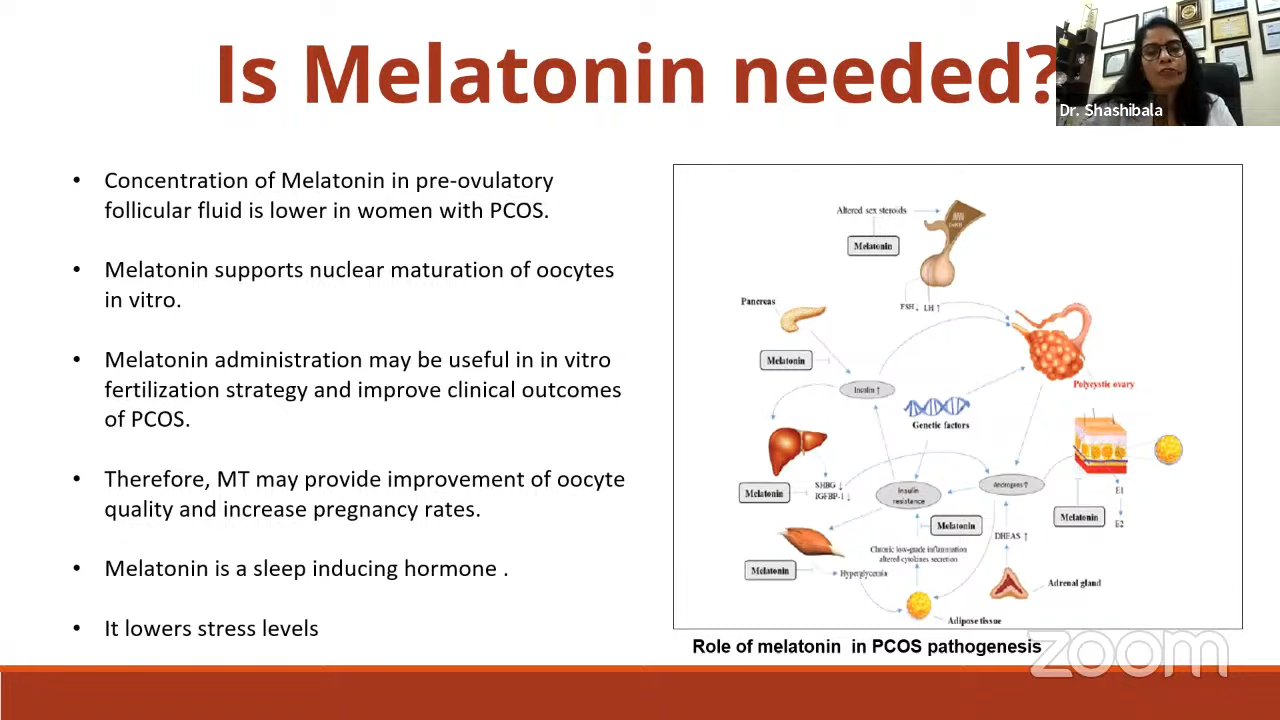 Is Melatonin needed?
Dr. Shashibala
• Concentration of Melatonin in pre-ovulatory
follicular fluid is lower in women with PCOS.
• Melatonin supports nuclear maturation of oocytes
in vitro.
• Melatonin administration may be useful in in vitro
fertilization strategy and improve clinical outcomes
of PCOS.
• Therefore, MT may provide improvement of oocyte
quality and increase pregnancy rates.
• Melatonin is a sleep inducing hormone .
• It lowers stress levels
Altered sex steroids
Melatonin
FSH↓ LH ↑
Pancreas
Melatonin
Insulin ↑
Polycystic ovary
Genetic factors
SHBG ↓
IGFBP-1 ↓
Melatonin
Insulin
resistance
Androgens ↑
E1
E2
Melatonin
Melatonin
DHEAS ↑
Chronic low-grade inflammation
altered cytokines secretion
Melatonin
Hyperglycemia
Adrenal gland
Adipose tissue
Role of melatonin in PCOS pathogenesis
zoom